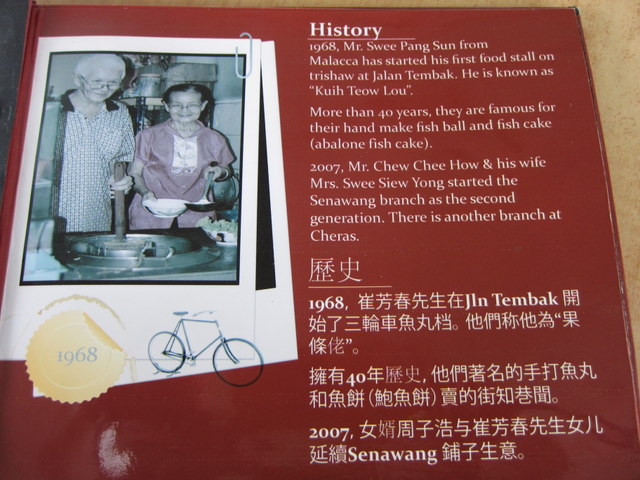 History
1968, Mr. Swee Pang Sun from
Malacca has started his first food stall on
trishaw at Jalan Tembak. He is known as
“Kuih Teow Lou”.
More than 40 years, they are famous for
their hand make fish ball and fish cake
(abalone fish cake).
2007, Mr. Chew Chee How & his wife
Mrs. Swee Siew Yong started the
Senawang branch as the second
generation. There is another branch at
Cheras.
歷史
1968, 崔芳春先生在Jln Tembak 開
始了三輪車魚丸档。他們称他為“果
條佬”。
擁有40年歷史, 他們著名的手打魚丸
和魚餅(鮑魚餅)賣的街知巷聞。
2007, 女婿周子浩与崔芳春先生女儿
延續Senawang 鋪子生意。
1968